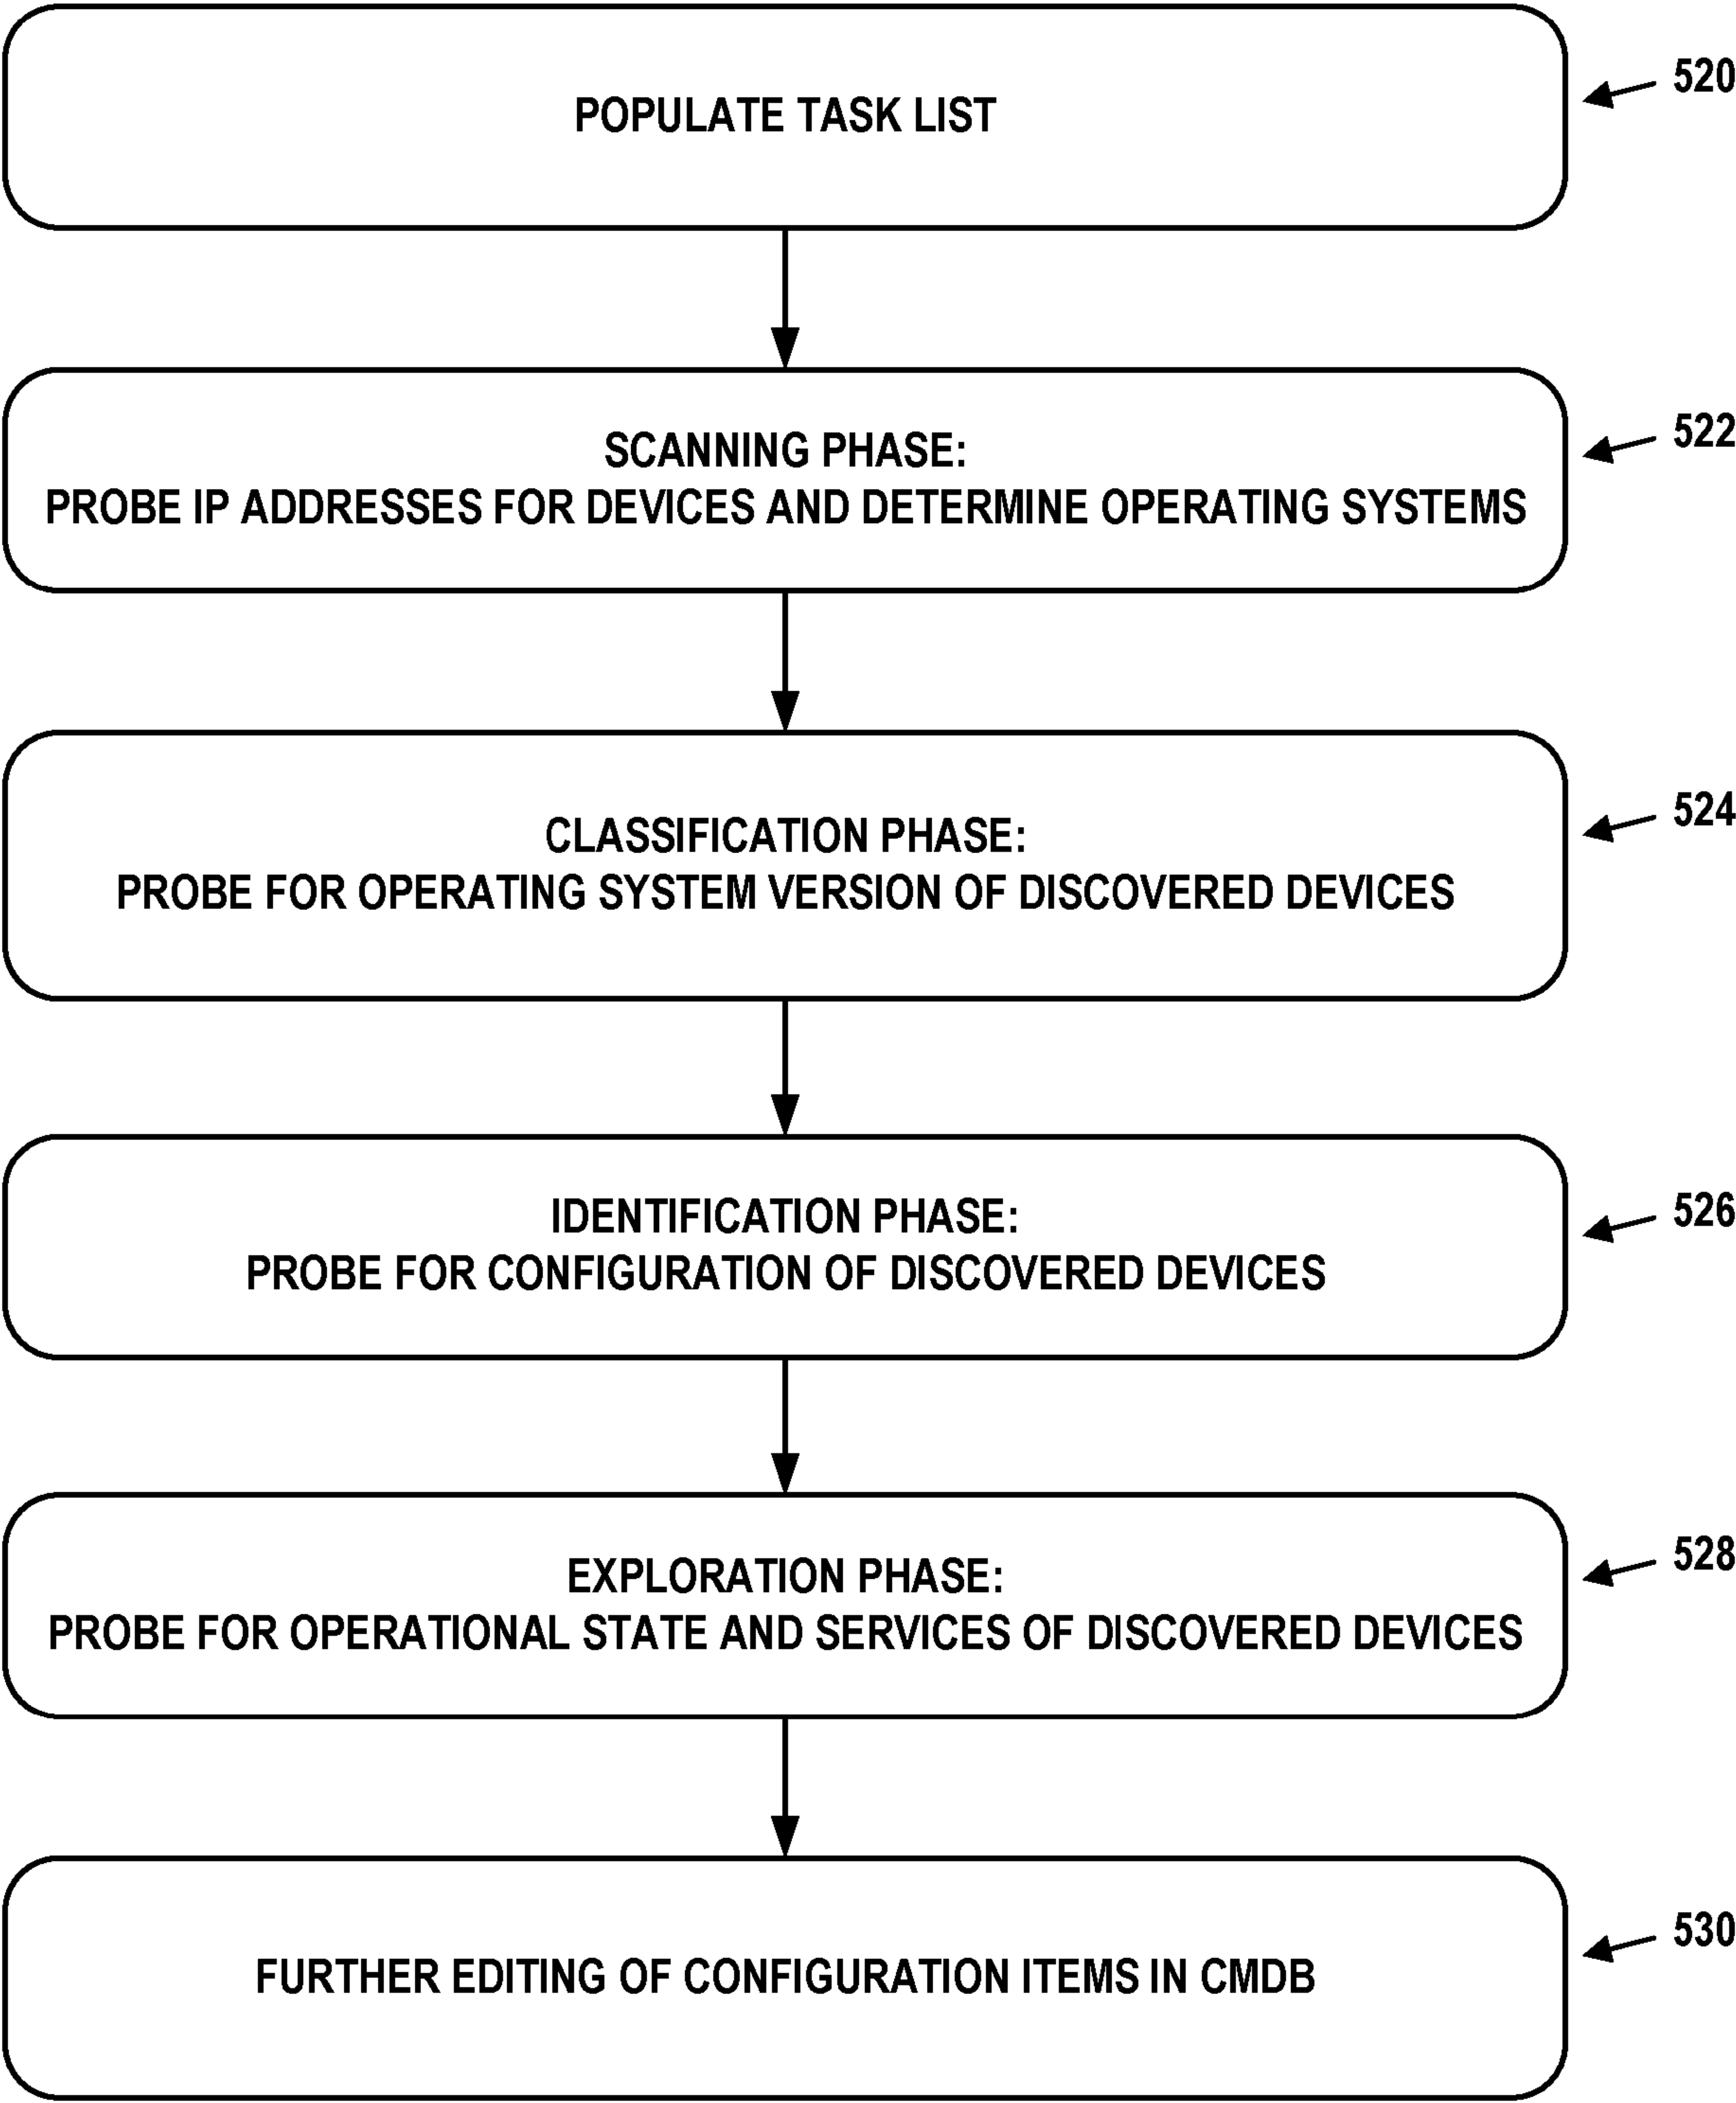 POPULATE TASK LIST
520
SCANNING PHASE:
PROBE IP ADDRESSES FOR DEVICES AND DETERMINE OPERATING SYSTEMS
522
CLASSIFICATION PHASE:
PROBE FOR OPERATING SYSTEM VERSION OF DISCOVERED DEVICES
524
IDENTIFICATION PHASE:
PROBE FOR CONFIGURATION OF DISCOVERED DEVICES
526
EXPLORATION PHASE:
PROBE FOR OPERATIONAL STATE AND SERVICES OF DISCOVERED DEVICES
528
FURTHER EDITING OF CONFIGURATION ITEMS IN CMDB
530